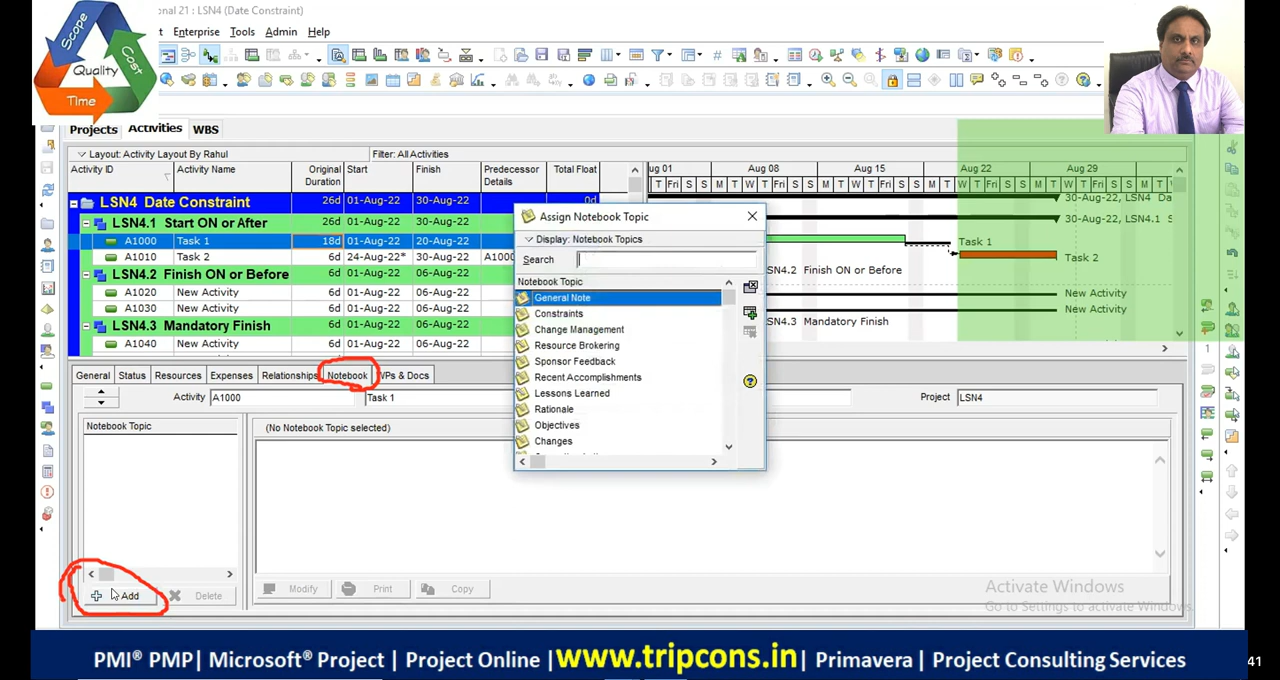 onal 21 : LSN4 (Date Constraint)
Scope
Cost
Quality
Time
Enterprise Tools Admin Help
Projects Activities WBS
Layout: Activity Layout By Rahul Filter: All Activities
Activity ID Activity Name Original Duration Start Finish Predecessor Details Total Float
ug 01 Aug 08 Aug 15 Aug 22 Aug 29
T Fri S S M T W T Fri S S M T W T Fri S S M T W T Fri S S M T W T Fri S S M T W T
LSN4 Date Constraint 26d 01-Aug-22 30-Aug-22 0d
30-Aug-22, LSN4 Da
LSN4.1 Start ON or After 26d 01-Aug-22 30-Aug-22
30-Aug-22, LSN4.1 S
A1000 Task 1 18d 01-Aug-22 20-Aug-22
Task 1
A1010 Task 2 6d 24-Aug-22* 30-Aug-22 A1000
Task 2
LSN4.2 Finish ON or Before 6d 01-Aug-22 06-Aug-22
SN4.2 Finish ON or Before
A1020 New Activity 6d 01-Aug-22 06-Aug-22
New Activity
A1030 New Activity 6d 01-Aug-22 06-Aug-22
New Activity
LSN4.3 Mandatory Finish 6d 01-Aug-22 06-Aug-22
SN4.3 Mandatory Finish
A1040 New Activity 6d 01-Aug-22 06-Aug-22
New Activity
Assign Notebook Topic
Display: Notebook Topics
Search
Notebook Topic
General Note
Constraints
Change Management
Resource Brokering
Sponsor Feedback
Recent Accomplishments
Lessons Learned
Rationale
Objectives
Changes
General Status Resources Expenses Relationships Notebook WPs & Docs
Activity A1000 Task 1 Project LSN4
Notebook Topic (No Notebook Topic selected)
Add Delete Modify Print Copy
Activate Windows
Go to Settings to activate Windows.
PMI® PMP| Microsoft® Project | Project Online |www.tripcons.in| Primavera | Project Consulting Services
41